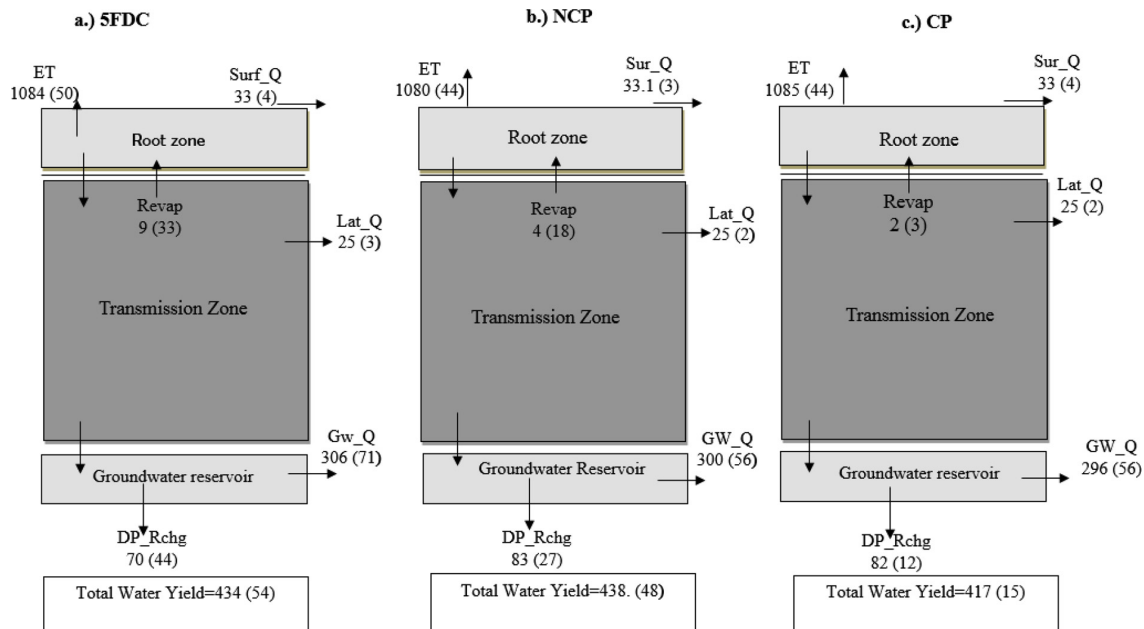 a.) 5FDC
ET
1084 (50)
Surf_Q
33 (4)
Root zone
Revap
9 (33)
Lat_Q
25 (3)
Transmission Zone
Gw_Q
306 (71)
Groundwater reservoir
DP_Rchg
70 (44)
Total Water Yield=434 (54)
b.) NCP
ET
1080 (44)
Sur_Q
33.1 (3)
Root zone
Revap
4 (18)
Lat_Q
25 (2)
Transmission Zone
GW_Q
300 (56)
Groundwater Reservoir
DP_Rchg
83 (27)
Total Water Yield=438. (48)
c.) CP
ET
1085 (44)
Sur_Q
33 (4)
Root zone
Revap
2 (3)
Lat_Q
25 (2)
Transmission Zone
GW_Q
296 (56)
Groundwater reservoir
DP_Rchg
82 (12)
Total Water Yield=417 (15)